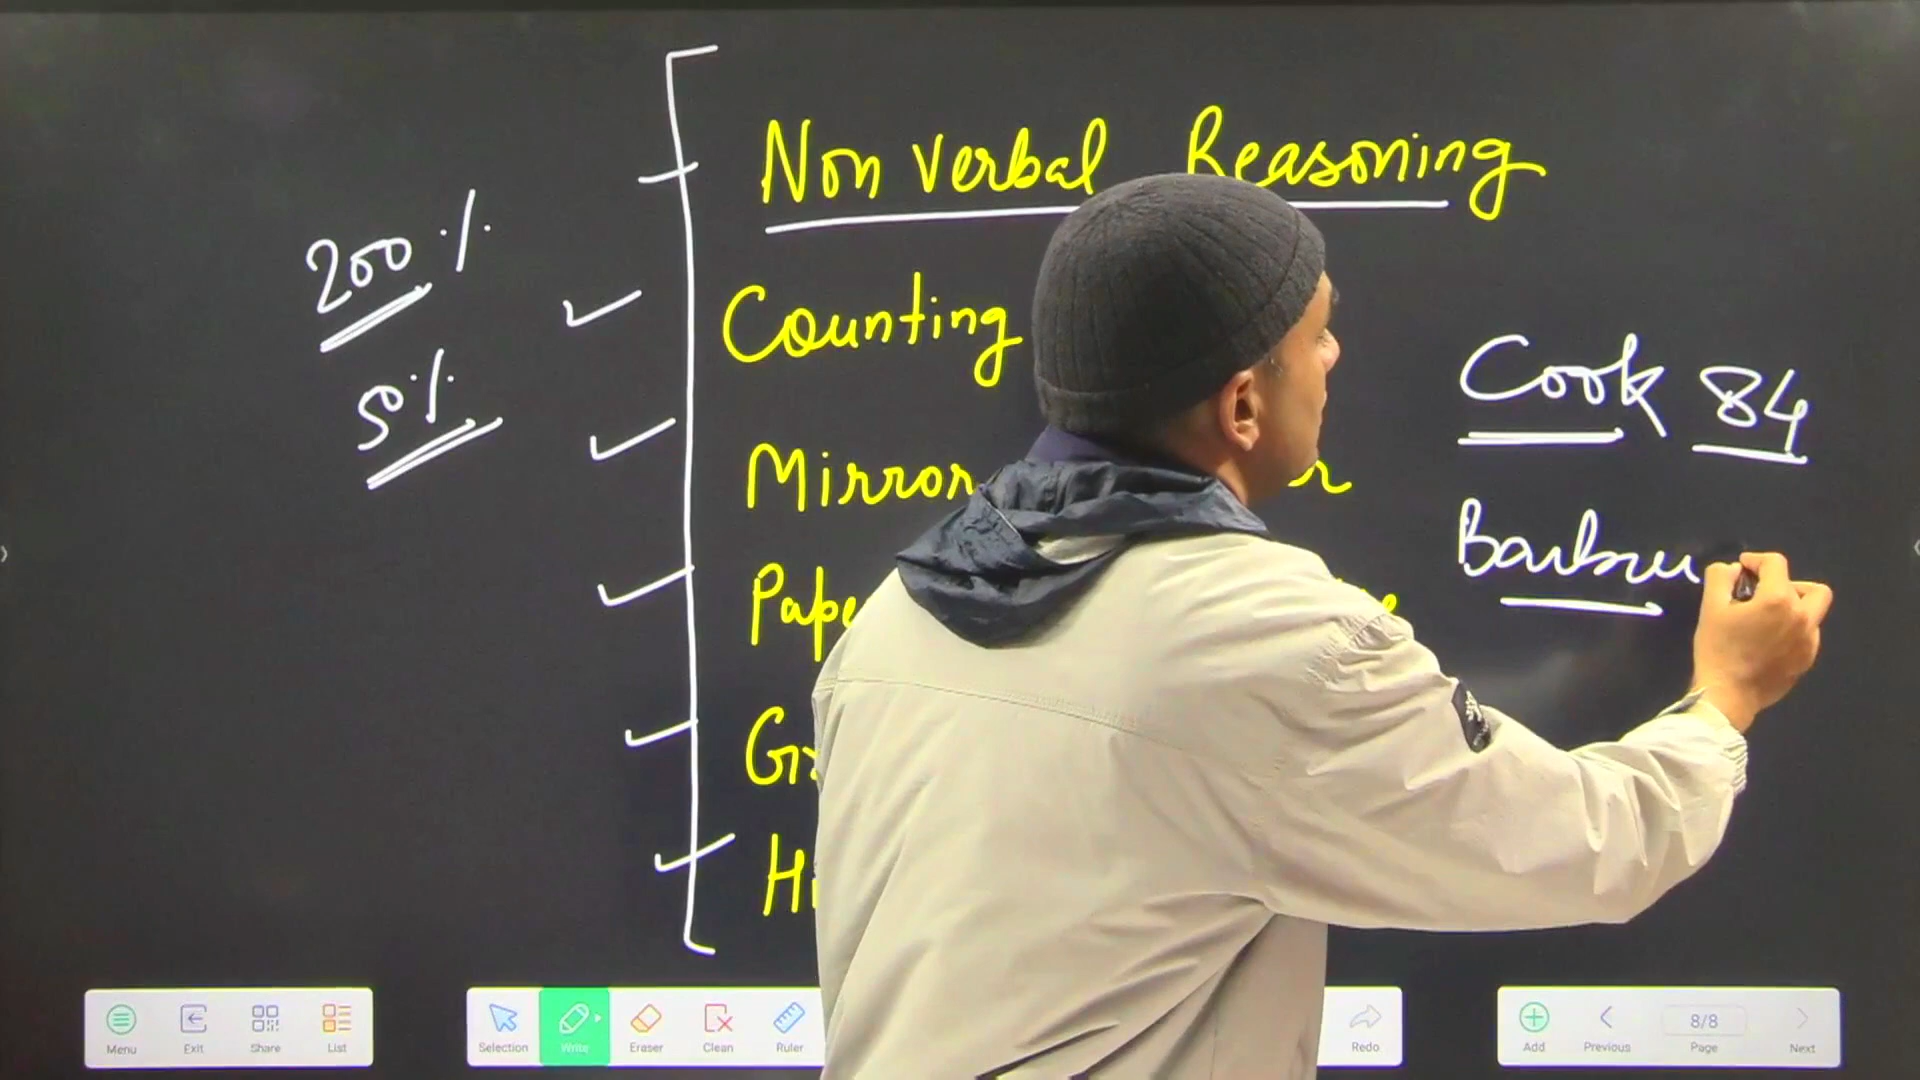 Non Verbal Reasoning
200%
Counting
Cook 84
50%
Mirror
Menu
Exit
Share
List
Selection
Write
Eraser
Clean
Ruler
Redo
Add
Previous
8/8
Page
Next